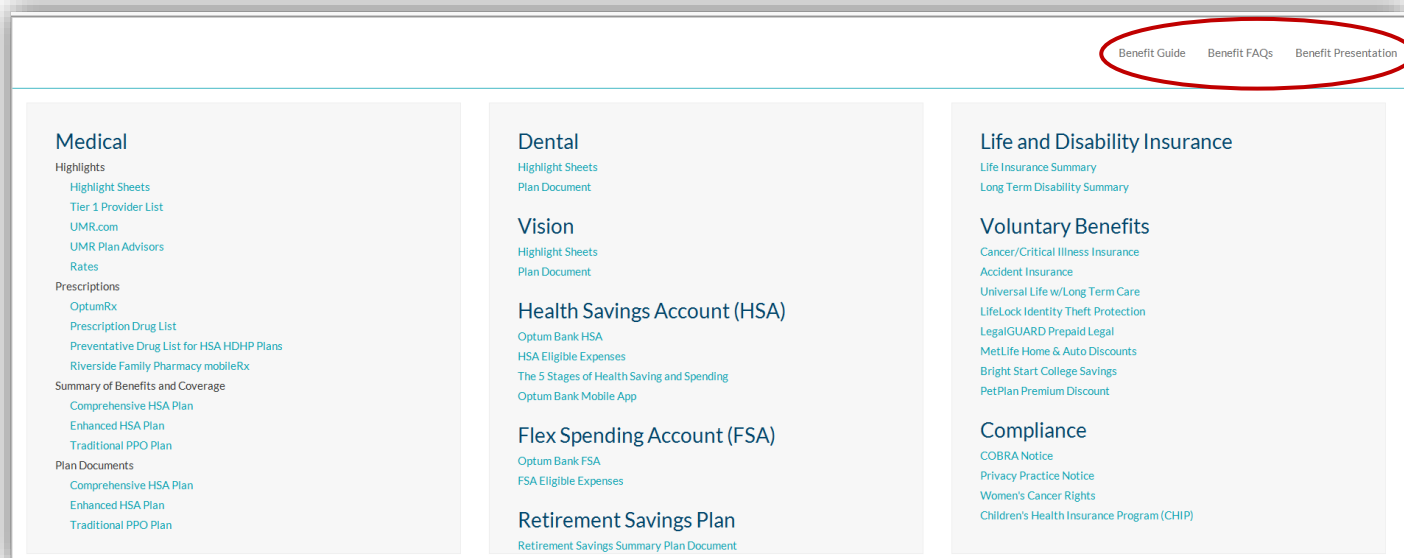 Benefit Guide Benefit FAQs Benefit Presentation
Medical
Highlights
Highlight Sheets
Tier 1 Provider List
UMR.com
UMR Plan Advisors
Rates
Prescriptions
OptumRx
Prescription Drug List
Preventative Drug List for HSA HDHP Plans
Riverside Family Pharmacy mobileRx
Summary of Benefits and Coverage
Comprehensive HSA Plan
Enhanced HSA Plan
Traditional PPO Plan
Plan Documents
Comprehensive HSA Plan
Enhanced HSA Plan
Traditional PPO Plan
Dental
Highlight Sheets
Plan Document
Vision
Highlight Sheets
Plan Document
Health Savings Account (HSA)
Optum Bank HSA
HSA Eligible Expenses
The 5 Stages of Health Saving and Spending
Optum Bank Mobile App
Flex Spending Account (FSA)
Optum Bank FSA
FSA Eligible Expenses
Retirement Savings Plan
Retirement Savings Summary Plan Document
Life and Disability Insurance
Life Insurance Summary
Long Term Disability Summary
Voluntary Benefits
Cancer/Critical Illness Insurance
Accident Insurance
Universal Life w/Long Term Care
LifeLock Identity Theft Protection
LegalGUARD Prepaid Legal
MetLife Home & Auto Discounts
Bright Start College Savings
PetPlan Premium Discount
Compliance
COBRA Notice
Privacy Practice Notice
Women's Cancer Rights
Children's Health Insurance Program (CHIP)